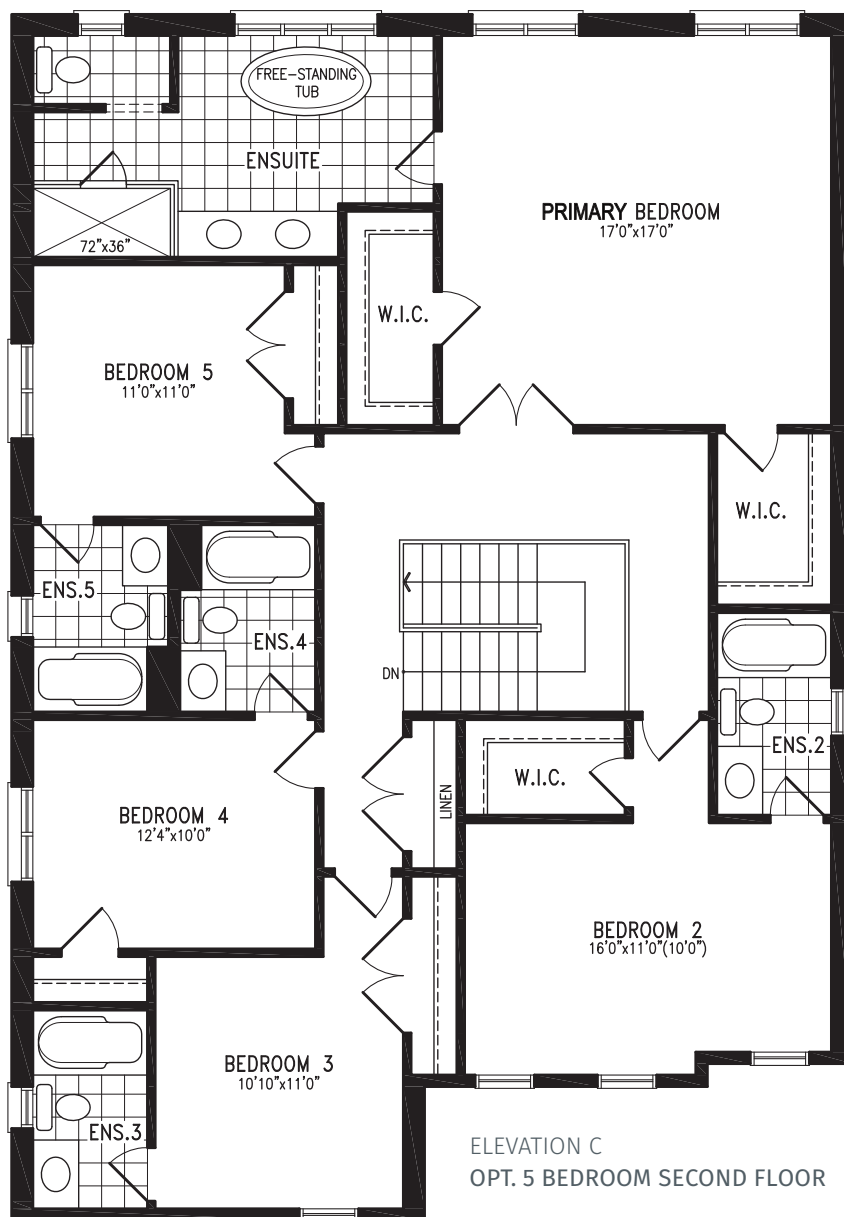 FREE-STANDING
TUB
ENSUITE
72"x36"
PRIMARY BEDROOM
17'0"x17'0"
W.I.C.
BEDROOM 5
11'0"x11'0"
W.I.C.
ENS.5
ENS.4
DN
ENS.2
W.I.C.
LINEN
BEDROOM 4
12'4"x10'0"
BEDROOM 2
16'0"x11'0"(10'0")
BEDROOM 3
10'10"x11'0"
ENS.3
ELEVATION C
OPT. 5 BEDROOM SECOND FLOOR